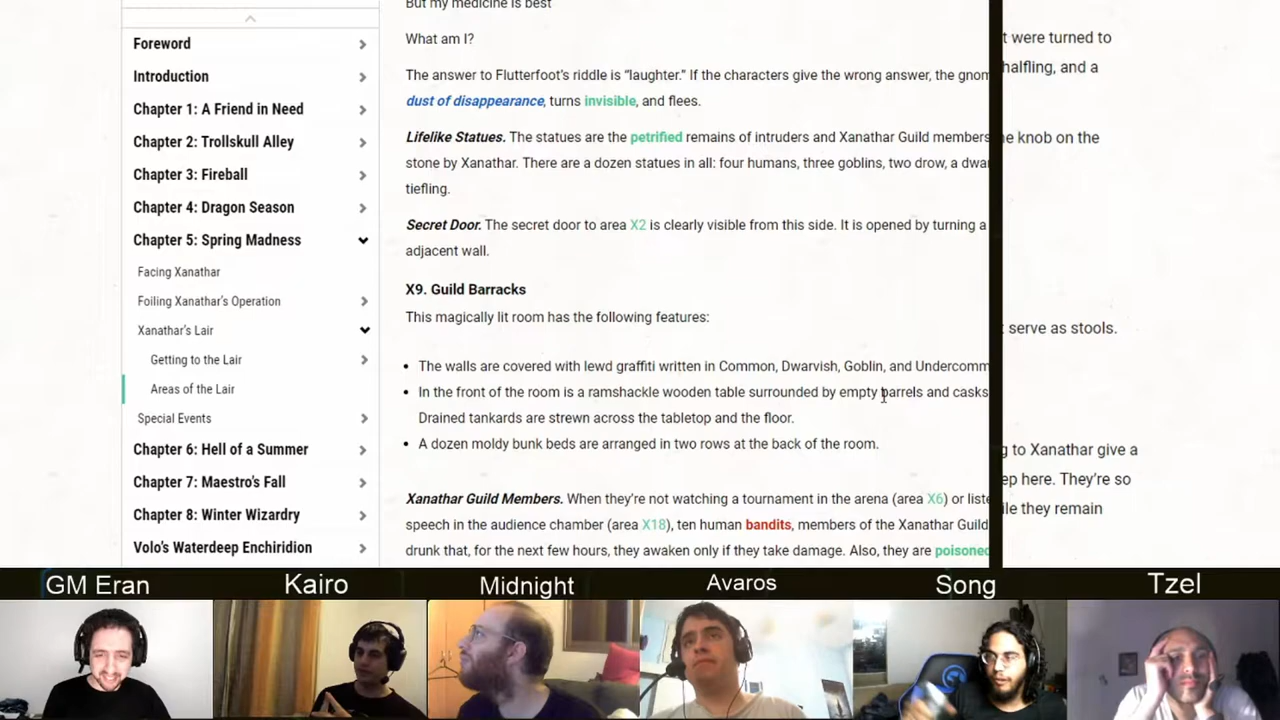 But my medicine is best
What am I?
The answer to Flutterfoot's riddle is "laughter." If the characters give the wrong answer, the gnom
dust of disappearance, turns invisible, and flees.
Lifelike Statues. The statues are the petrified remains of intruders and Xanathar Guild members
stone by Xanathar. There are a dozen statues in all: four humans, three goblins, two drow, a dwar
tiefling.
Secret Door. The secret door to area X2 is clearly visible from this side. It is opened by turning a
adjacent wall.
X9. Guild Barracks
This magically lit room has the following features:
• The walls are covered with lewd graffiti written in Common, Dwarvish, Goblin, and Undercomm
• In the front of the room is a ramshackle wooden table surrounded by empty barrels and casks
Drained tankards are strewn across the tabletop and the floor.
• A dozen moldy bunk beds are arranged in two rows at the back of the room.
Xanathar Guild Members. When they're not watching a tournament in the arena (area X6) or liste
speech in the audience chamber (area X18), ten human bandits, members of the Xanathar Guild
drunk that, for the next few hours, they awaken only if they take damage. Also, they are poisoned
Foreword
Introduction
Chapter 1: A Friend in Need
Chapter 2: Trollskull Alley
Chapter 3: Fireball
Chapter 4: Dragon Season
Chapter 5: Spring Madness
Facing Xanathar
Foiling Xanathar's Operation
Xanathar's Lair
Getting to the Lair
Areas of the Lair
Special Events
Chapter 6: Hell of a Summer
Chapter 7: Maestro's Fall
Chapter 8: Winter Wizardry
Volo's Waterdeep Enchiridion
t were turned to
halfling, and a
e knob on the
t serve as stools.
g to Xanathar give a
ep here. They're so
ile they remain
GM Eran
Kairo
Midnight
Avaros
Song
Tzel